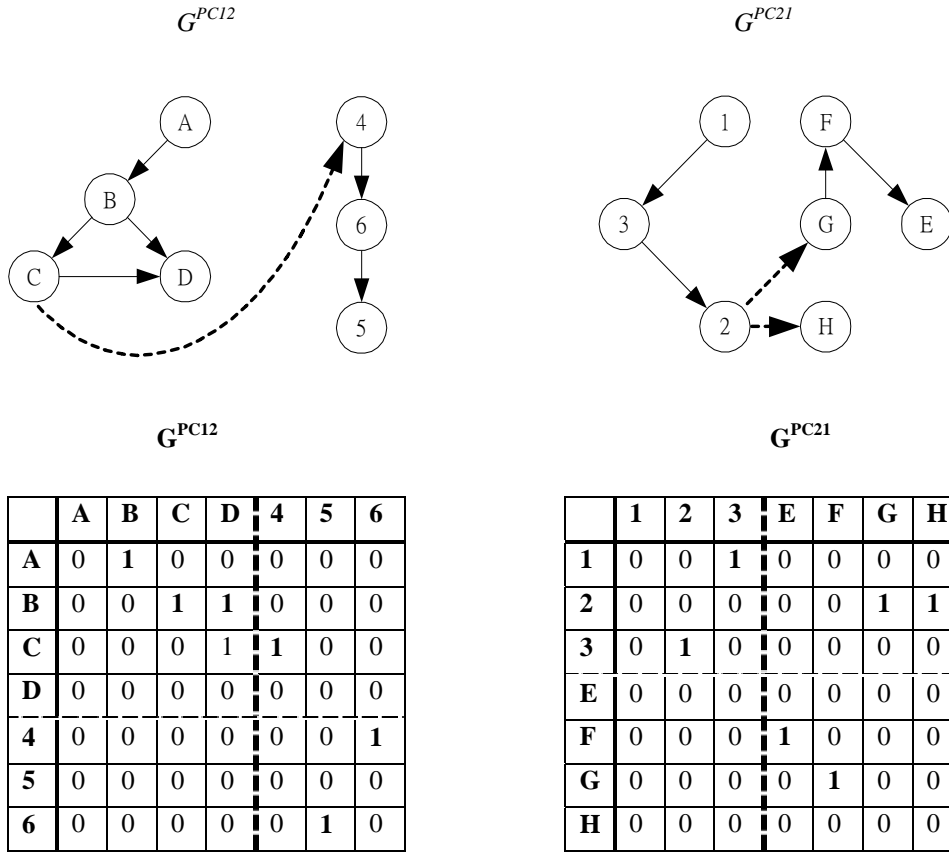 G^PC12 G^PC21
A 4 1 F
B 6 3 G E
C D
5 2 H
G^PC12 G^PC21
A B C D 4 5 6
A 0 1 0 0 0 0 0
B 0 0 1 1 0 0 0
C 0 0 0 1 1 0 0
D 0 0 0 0 0 0 0
4 0 0 0 0 0 0 1
5 0 0 0 0 0 0 0
6 0 0 0 0 0 1 0
1 2 3 E F G H
1 0 0 1 0 0 0 0
2 0 0 0 0 0 1 1
3 0 1 0 0 0 0 0
E 0 0 0 0 0 0 0
F 0 0 0 1 0 0 0
G 0 0 0 0 1 0 0
H 0 0 0 0 0 0 0